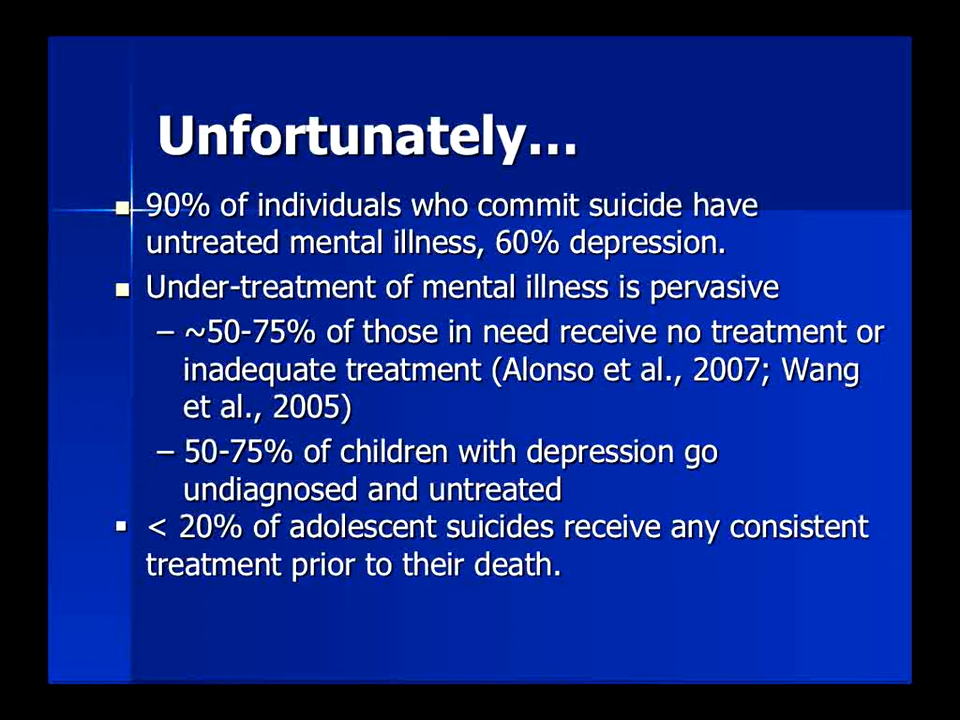 Unfortunately…
■ 90% of individuals who commit suicide have
untreated mental illness, 60% depression.
■ Under-treatment of mental illness is pervasive
– ~50-75% of those in need receive no treatment or
inadequate treatment (Alonso et al., 2007; Wang
et al., 2005)
– 50-75% of children with depression go
undiagnosed and untreated
▪ < 20% of adolescent suicides receive any consistent
treatment prior to their death.